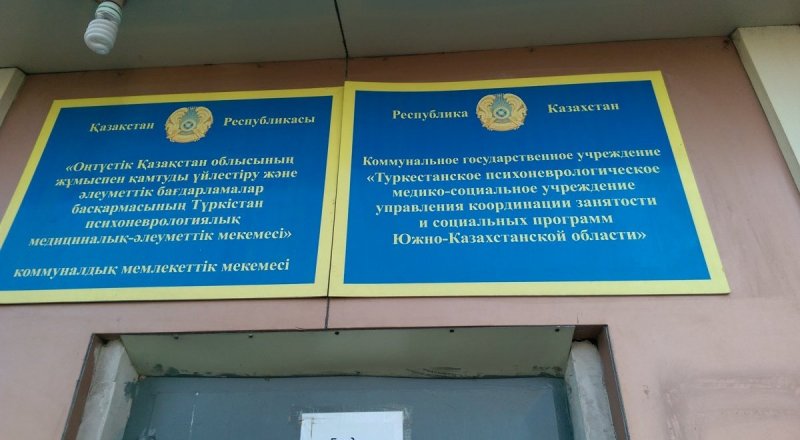 Қазақстан Республикасы
«Оңтүстік Қазақстан облысының
жұмыспен қамтуды үйлестіру және
әлеуметтік бағдарламалар
басқармасының Түркістан
психоневрологиялық
медициналық-әлеуметтік мекемесі»
коммуналдық мемлекеттік мекемесі
Республика Казахстан
Коммунальное государственное учреждение
«Туркестанское психоневрологическое
медико-социальное учреждение
управления координации занятости
и социальных программ
Южно-Казахстанской области»